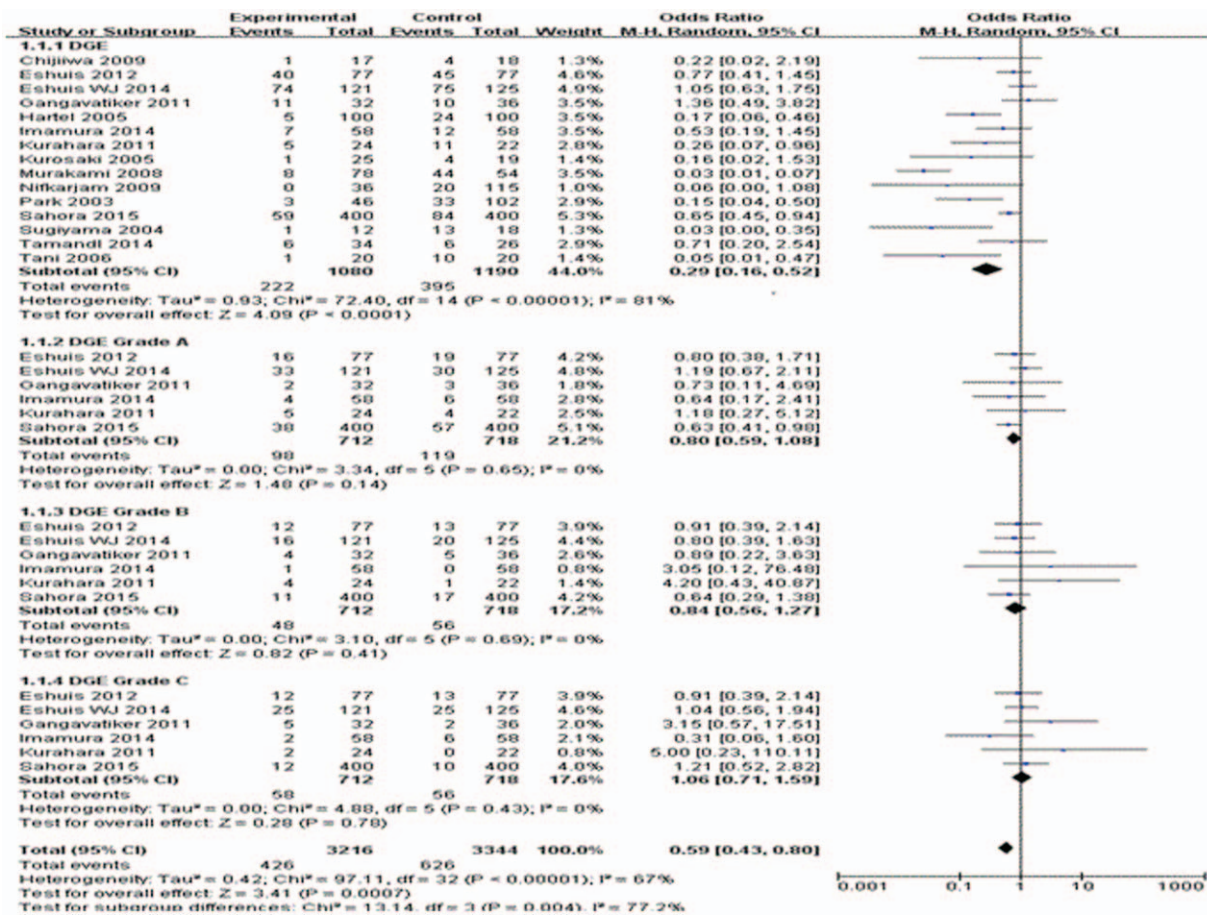 Experimental Control Odds Ratio Odds Ratio
Study or Subgroup Events Total Events Total Weight M-H, Random, 95% CI M-H, Random, 95% CI
1.1.1 DGE
Chijiiwa 2009 1 17 4 18 1.3% 0.22 [0.02, 2.19]
Eshuis 2012 40 77 45 77 4.6% 0.77 [0.41, 1.45]
Eshuis WJ 2014 74 121 75 125 4.9% 1.05 [0.63, 1.75]
Gangavatiker 2011 11 32 10 36 3.5% 1.36 [0.49, 3.82]
Hartel 2005 5 100 24 100 3.5% 0.17 [0.06, 0.46]
Imamura 2014 7 58 12 58 3.5% 0.53 [0.19, 1.45]
Kurahara 2011 5 24 11 22 2.8% 0.26 [0.07, 0.96]
Kurosaki 2005 1 25 4 19 1.4% 0.16 [0.02, 1.53]
Murakami 2008 8 78 44 54 3.5% 0.03 [0.01, 0.07]
Nifkarjam 2009 0 36 20 115 1.0% 0.06 [0.00, 1.08]
Park 2003 3 46 33 102 2.9% 0.15 [0.04, 0.50]
Sahora 2015 59 400 84 400 5.3% 0.65 [0.45, 0.94]
Sugiyama 2004 1 12 13 18 1.3% 0.03 [0.00, 0.35]
Tamandl 2014 6 34 6 26 2.9% 0.71 [0.20, 2.54]
Tani 2006 1 20 10 20 1.4% 0.05 [0.01, 0.47]
Subtotal (95% CI) 1080 1190 44.0% 0.29 [0.16, 0.52]
Total events 222 395
Heterogeneity: Tau² = 0.93; Chi² = 72.40, df = 14 (P < 0.00001); I² = 81%
Test for overall effect: Z = 4.09 (P < 0.0001)
1.1.2 DGE Grade A
Eshuis 2012 16 77 19 77 4.2% 0.80 [0.38, 1.71]
Eshuis WJ 2014 33 121 30 125 4.8% 1.19 [0.67, 2.11]
Gangavatiker 2011 2 32 3 36 1.8% 0.73 [0.11, 4.69]
Imamura 2014 4 58 6 58 2.8% 0.64 [0.17, 2.41]
Kurahara 2011 5 24 4 22 2.5% 1.18 [0.27, 5.12]
Sahora 2015 38 400 57 400 5.1% 0.63 [0.41, 0.98]
Subtotal (95% CI) 712 718 21.2% 0.80 [0.59, 1.08]
Total events 98 119
Heterogeneity: Tau² = 0.00; Chi² = 3.34, df = 5 (P = 0.65); I² = 0%
Test for overall effect: Z = 1.48 (P = 0.14)
1.1.3 DGE Grade B
Eshuis 2012 12 77 13 77 3.9% 0.91 [0.39, 2.14]
Eshuis WJ 2014 16 121 20 125 4.4% 0.80 [0.39, 1.63]
Gangavatiker 2011 4 32 5 36 2.6% 0.89 [0.22, 3.63]
Imamura 2014 1 58 0 58 0.8% 3.05 [0.12, 76.48]
Kurahara 2011 4 24 1 22 1.4% 4.20 [0.43, 40.87]
Sahora 2015 11 400 17 400 4.2% 0.64 [0.29, 1.38]
Subtotal (95% CI) 712 718 17.2% 0.84 [0.56, 1.27]
Total events 48 56
Heterogeneity: Tau² = 0.00; Chi² = 3.10, df = 5 (P = 0.69); I² = 0%
Test for overall effect: Z = 0.82 (P = 0.41)
1.1.4 DGE Grade C
Eshuis 2012 12 77 13 77 3.9% 0.91 [0.39, 2.14]
Eshuis WJ 2014 25 121 25 125 4.6% 1.04 [0.56, 1.94]
Gangavatiker 2011 5 32 2 36 2.0% 3.15 [0.57, 17.51]
Imamura 2014 2 58 6 58 2.1% 0.31 [0.06, 1.60]
Kurahara 2011 2 24 0 22 0.8% 5.00 [0.23, 110.11]
Sahora 2015 12 400 10 400 4.0% 1.21 [0.52, 2.82]
Subtotal (95% CI) 712 718 17.6% 1.06 [0.71, 1.59]
Total events 58 56
Heterogeneity: Tau² = 0.00; Chi² = 4.88, df = 5 (P = 0.43); I² = 0%
Test for overall effect: Z = 0.28 (P = 0.78)
Total (95% CI) 3216 3344 100.0% 0.59 [0.43, 0.80]
Total events 426 626
Heterogeneity: Tau² = 0.42; Chi² = 97.11, df = 32 (P < 0.00001); I² = 67%
Test for overall effect: Z = 3.41 (P = 0.0007)
Test for subgroup differences: Chi² = 13.14, df = 3 (P = 0.004), I² = 77.2%
0.001 0.1 1 10 1000